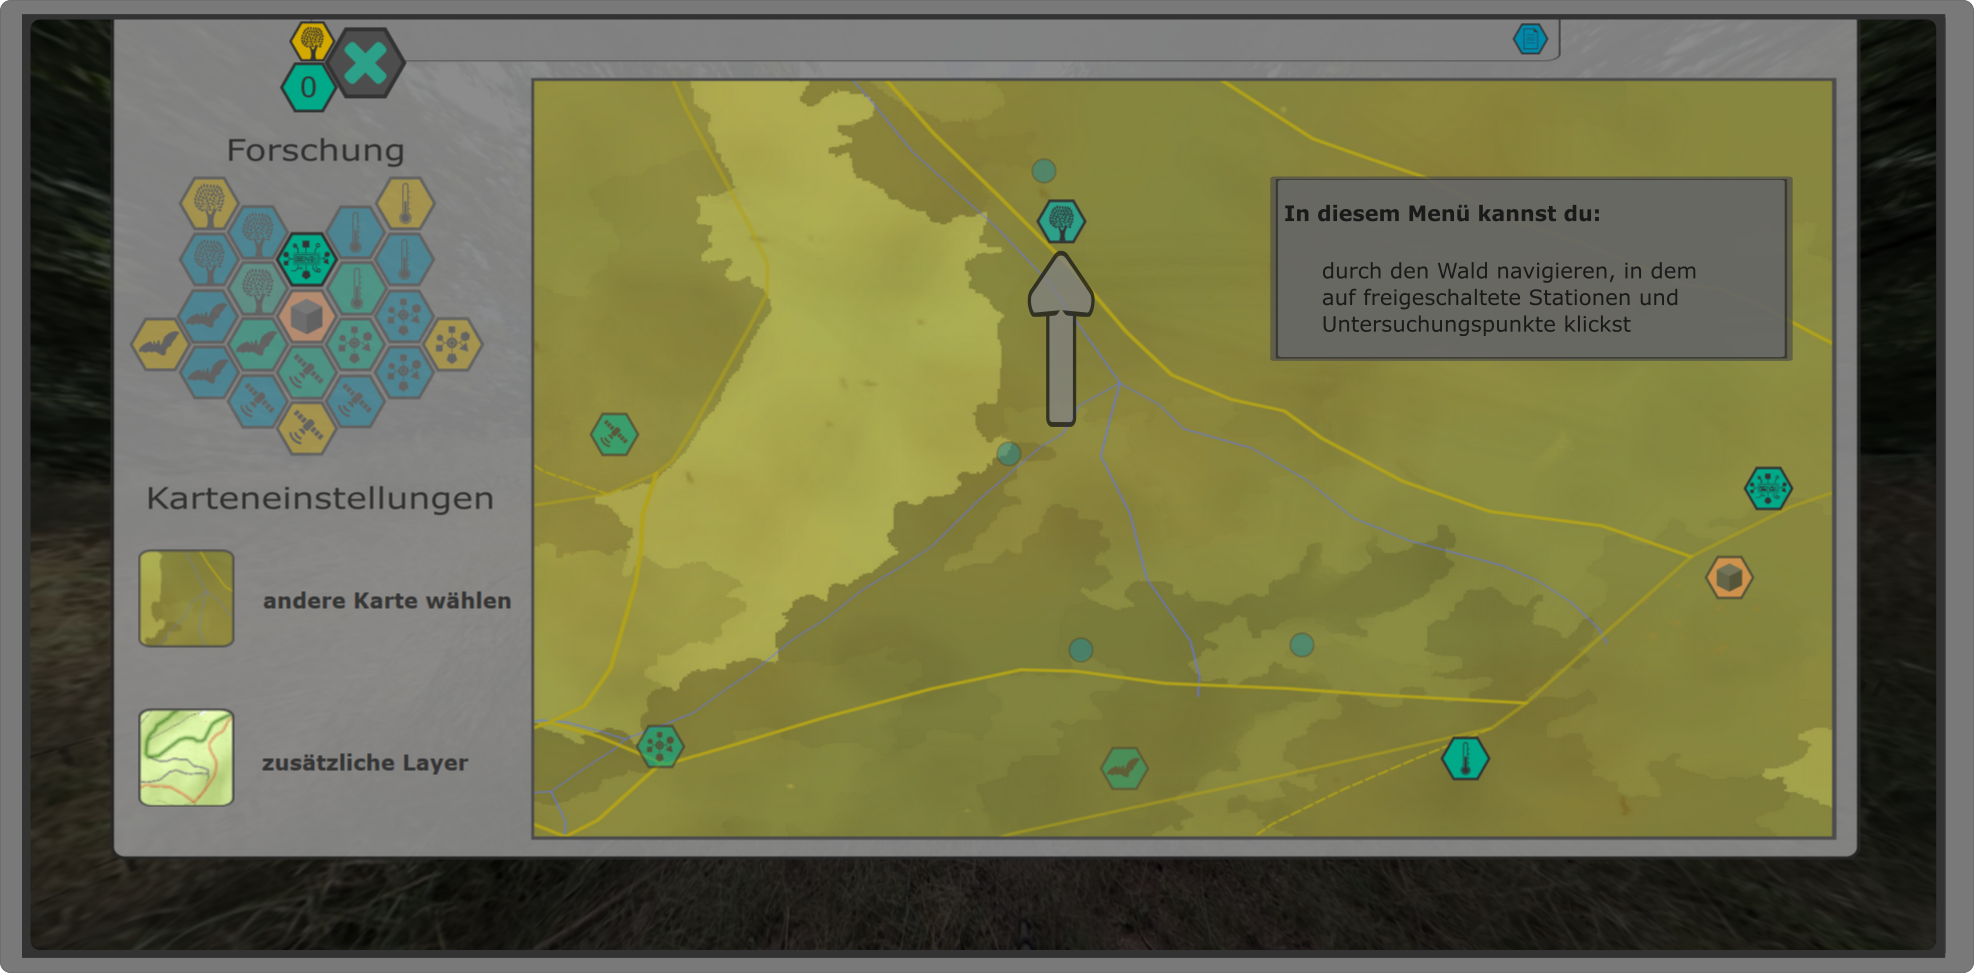 0
Forschung
In diesem Menü kannst du:
durch den Wald navigieren, in dem
auf freigeschaltete Stationen und
Untersuchungspunkte klickst
Karteneinstellungen
andere Karte wählen
zusätzliche Layer